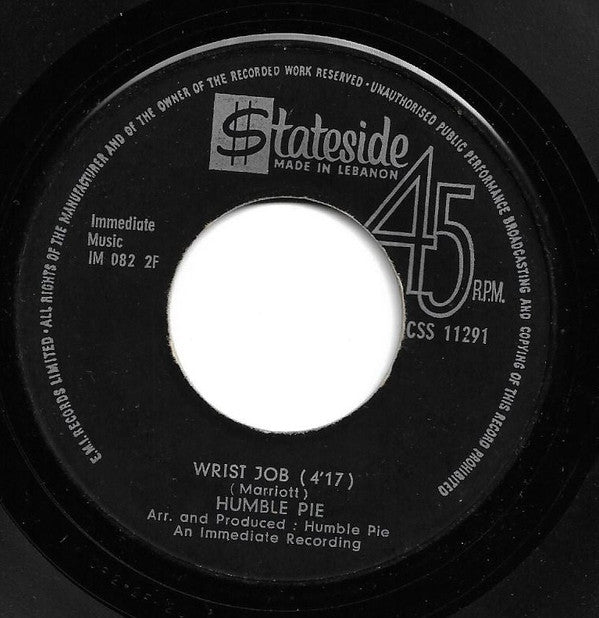 E.M.I. RECORDS LIMITED · ALL RIGHTS OF THE MANUFACTURER AND OF THE OWNER OF THE RECORDED WORK RESERVED · UNAUTHORISED PUBLIC PERFORMANCE BROADCASTING AND COPYING OF THIS RECORD PROHIBITED
$tateside
MADE IN LEBANON
45
R.P.M.
Immediate
Music
IM 082 2F
CSS 11291
WRIST JOB (4'17)
(Marriott)
HUMBLE PIE
Arr. and Produced : Humble Pie
An Immediate Recording